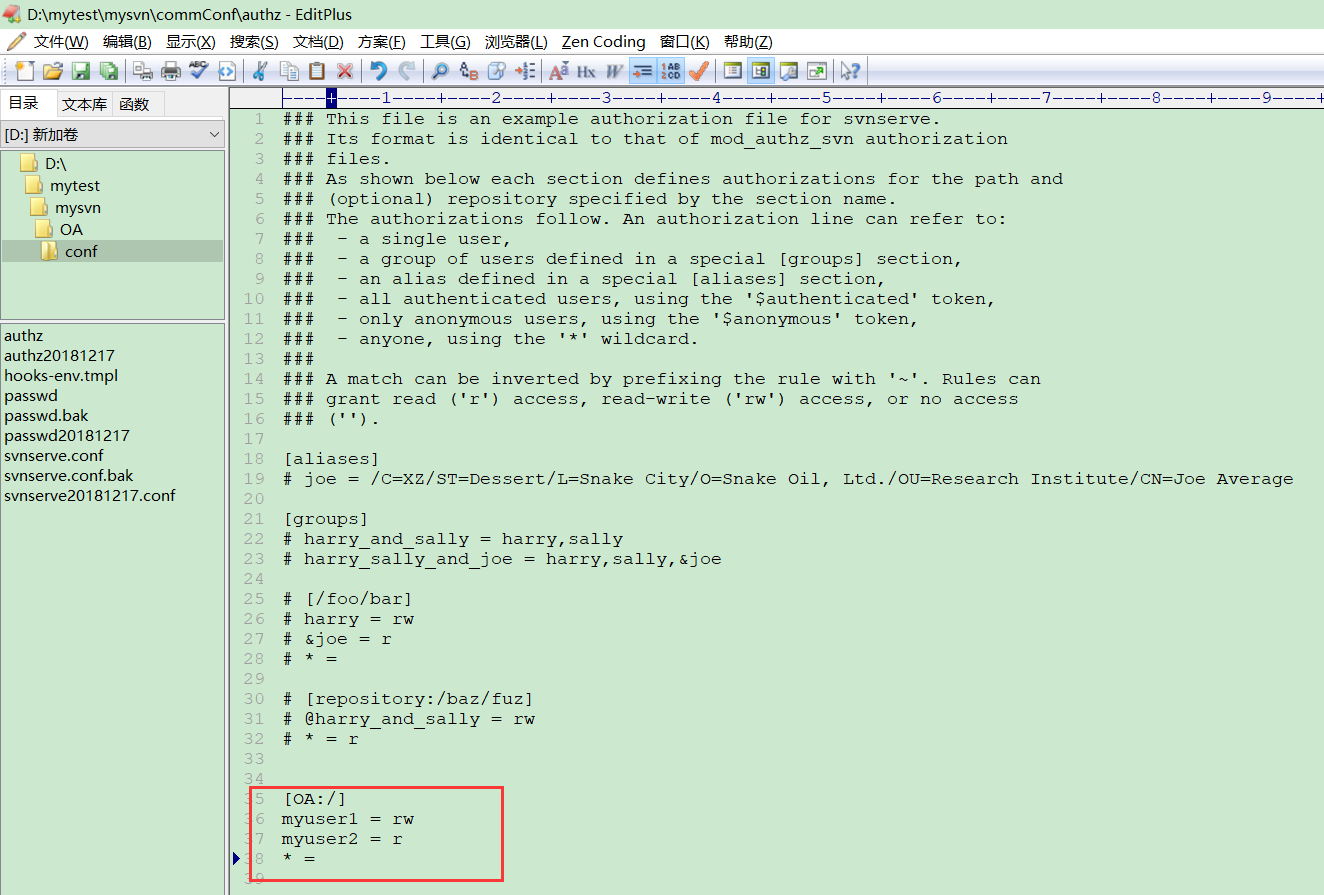 D:\mytest\mysvn\commConf\authz - EditPlus
文件(W) 编辑(B) 显示(X) 搜索(S) 文档(D) 方案(F) 工具(G) 浏览器(L) Zen Coding 窗口(K) 帮助(Z)
目录 文本库 函数
[D:] 新加卷
D:\
mytest
mysvn
OA
conf
authz
authz20181217
hooks-env.tmpl
passwd
passwd.bak
passwd20181217
svnserve.conf
svnserve.conf.bak
svnserve20181217.conf
----+----1----+----2----+----3----+----4----+----5----+----6----+----7----+----8----+----9----+
1 ### This file is an example authorization file for svnserve.
2 ### Its format is identical to that of mod_authz_svn authorization
3 ### files.
4 ### As shown below each section defines authorizations for the path and
5 ### (optional) repository specified by the section name.
6 ### The authorizations follow. An authorization line can refer to:
7 ###  - a single user,
8 ###  - a group of users defined in a special [groups] section,
9 ###  - an alias defined in a special [aliases] section,
10 ###  - all authenticated users, using the '$authenticated' token,
11 ###  - only anonymous users, using the '$anonymous' token,
12 ###  - anyone, using the '*' wildcard.
13 ###
14 ### A match can be inverted by prefixing the rule with '~'. Rules can
15 ### grant read ('r') access, read-write ('rw') access, or no access
16 ### ('').
17
18 [aliases]
19 # joe = /C=XZ/ST=Dessert/L=Snake City/O=Snake Oil, Ltd./OU=Research Institute/CN=Joe Average
20
21 [groups]
22 # harry_and_sally = harry,sally
23 # harry_sally_and_joe = harry,sally,&joe
24
25 # [/foo/bar]
26 # harry = rw
27 # &joe = r
28 # * =
29
30 # [repository:/baz/fuz]
31 # @harry_and_sally = rw
32 # * = r
33
34
35 [OA:/]
36 myuser1 = rw
37 myuser2 = r
38 * =
39